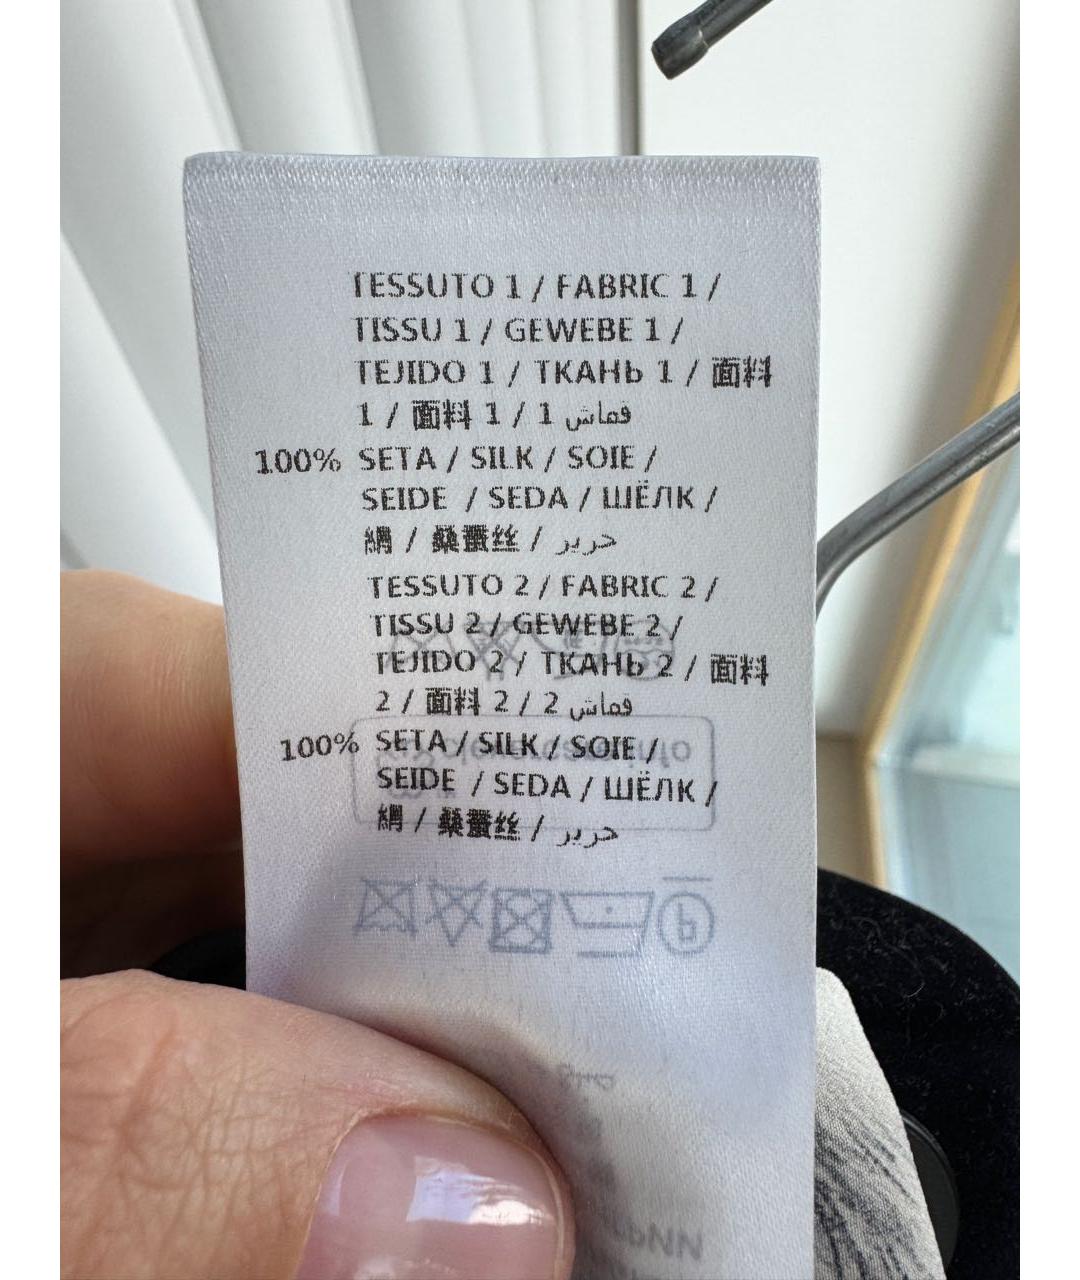 TESSUTO 1 / FABRIC 1 /
TISSU 1 / GEWEBE 1 /
TEJIDO 1 / ТКАНЬ 1 / 面料
1 / 面料 1 / 1 قماش
100% SETA / SILK / SOIE /
SEIDE / SEDA / ШЁЛК /
絹 / 桑蚕丝 / حرير
TESSUTO 2 / FABRIC 2 /
TISSU 2 / GEWEBE 2 /
TEJIDO 2 / ТКАНЬ 2 / 面料
2 / 面料 2 / 2 قماش
100% SETA / SILK / SOIE /
SEIDE / SEDA / ШЁЛК /
絹 / 桑蚕丝 / حرير